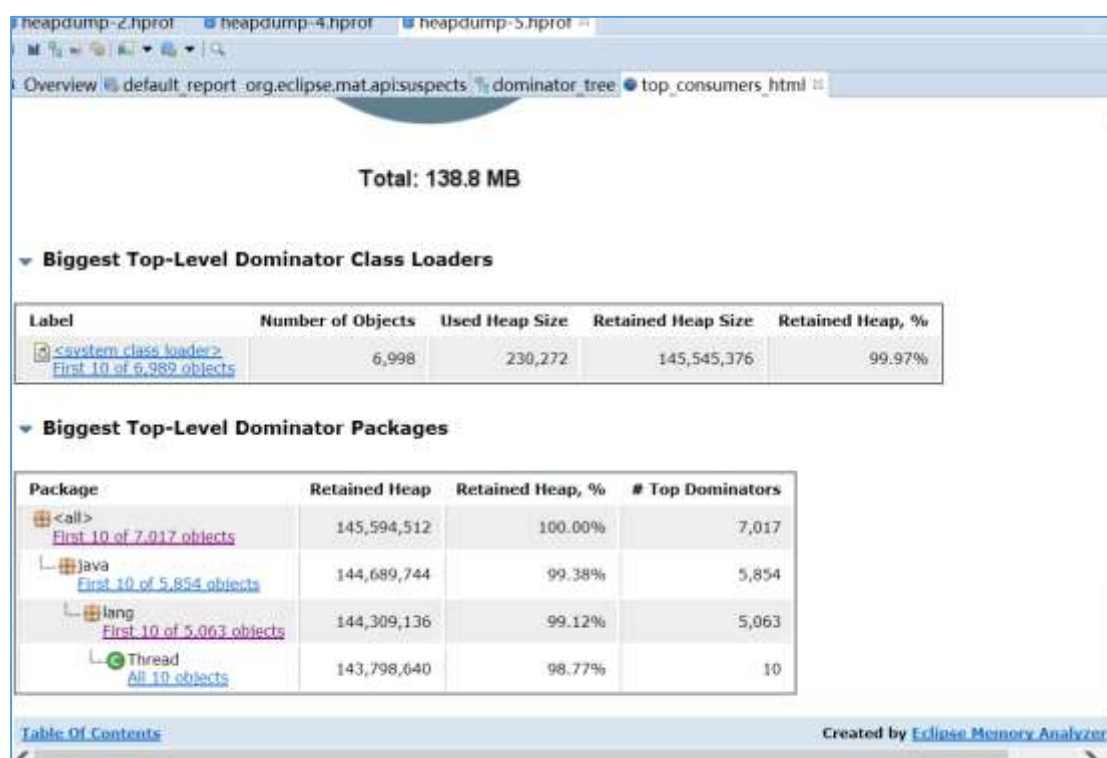 heapdump-2.hprof heapdump-4.hprof heapdump-5.hprof
Overview default_report org.eclipse.mat.api:suspects dominator_tree top_consumers_html
Total: 138.8 MB
Biggest Top-Level Dominator Class Loaders
Label Number of Objects Used Heap Size Retained Heap Size Retained Heap, %
<system class loader>
First 10 of 6,989 objects 6,998 230,272 145,545,376 99.97%
Biggest Top-Level Dominator Packages
Package Retained Heap Retained Heap, % # Top Dominators
<all>
First 10 of 7,017 objects 145,594,512 100.00% 7,017
java
First 10 of 5,854 objects 144,689,744 99.38% 5,854
lang
First 10 of 5,063 objects 144,309,136 99.12% 5,063
Thread
All 10 objects 143,798,640 98.77% 10
Table Of Contents Created by Eclipse Memory Analyzer